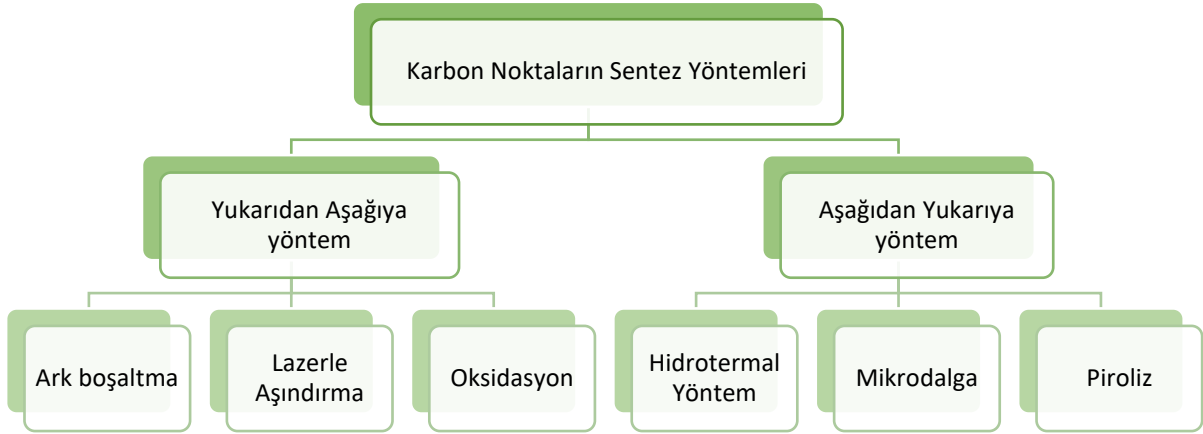 Karbon Noktaların Sentez Yöntemleri
Yukarıdan Aşağıya
yöntem
Aşağıdan Yukarıya
yöntem
Ark boşaltma
Lazerle
Aşındırma
Oksidasyon
Hidrotermal
Yöntem
Mikrodalga
Piroliz